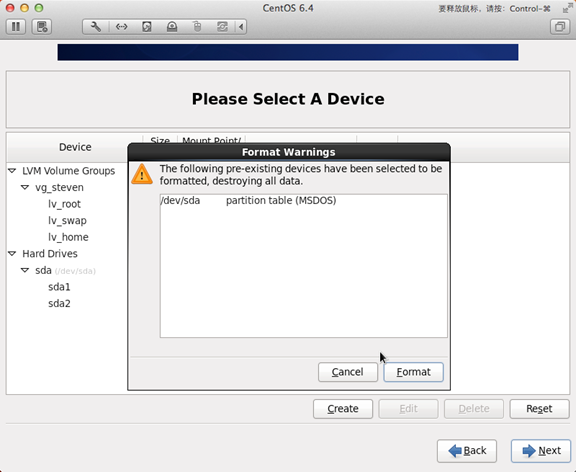 CentOS 6.4
要释放鼠标，请按：Control-⌘
Please Select A Device
Device
Size
Mount Point/
LVM Volume Groups
vg_steven
lv_root
lv_swap
lv_home
Hard Drives
sda (/dev/sda)
sda1
sda2
Format Warnings
The following pre-existing devices have been selected to be
formatted, destroying all data.
/dev/sda partition table (MSDOS)
Cancel Format
Create Edit Delete Reset
Back Next